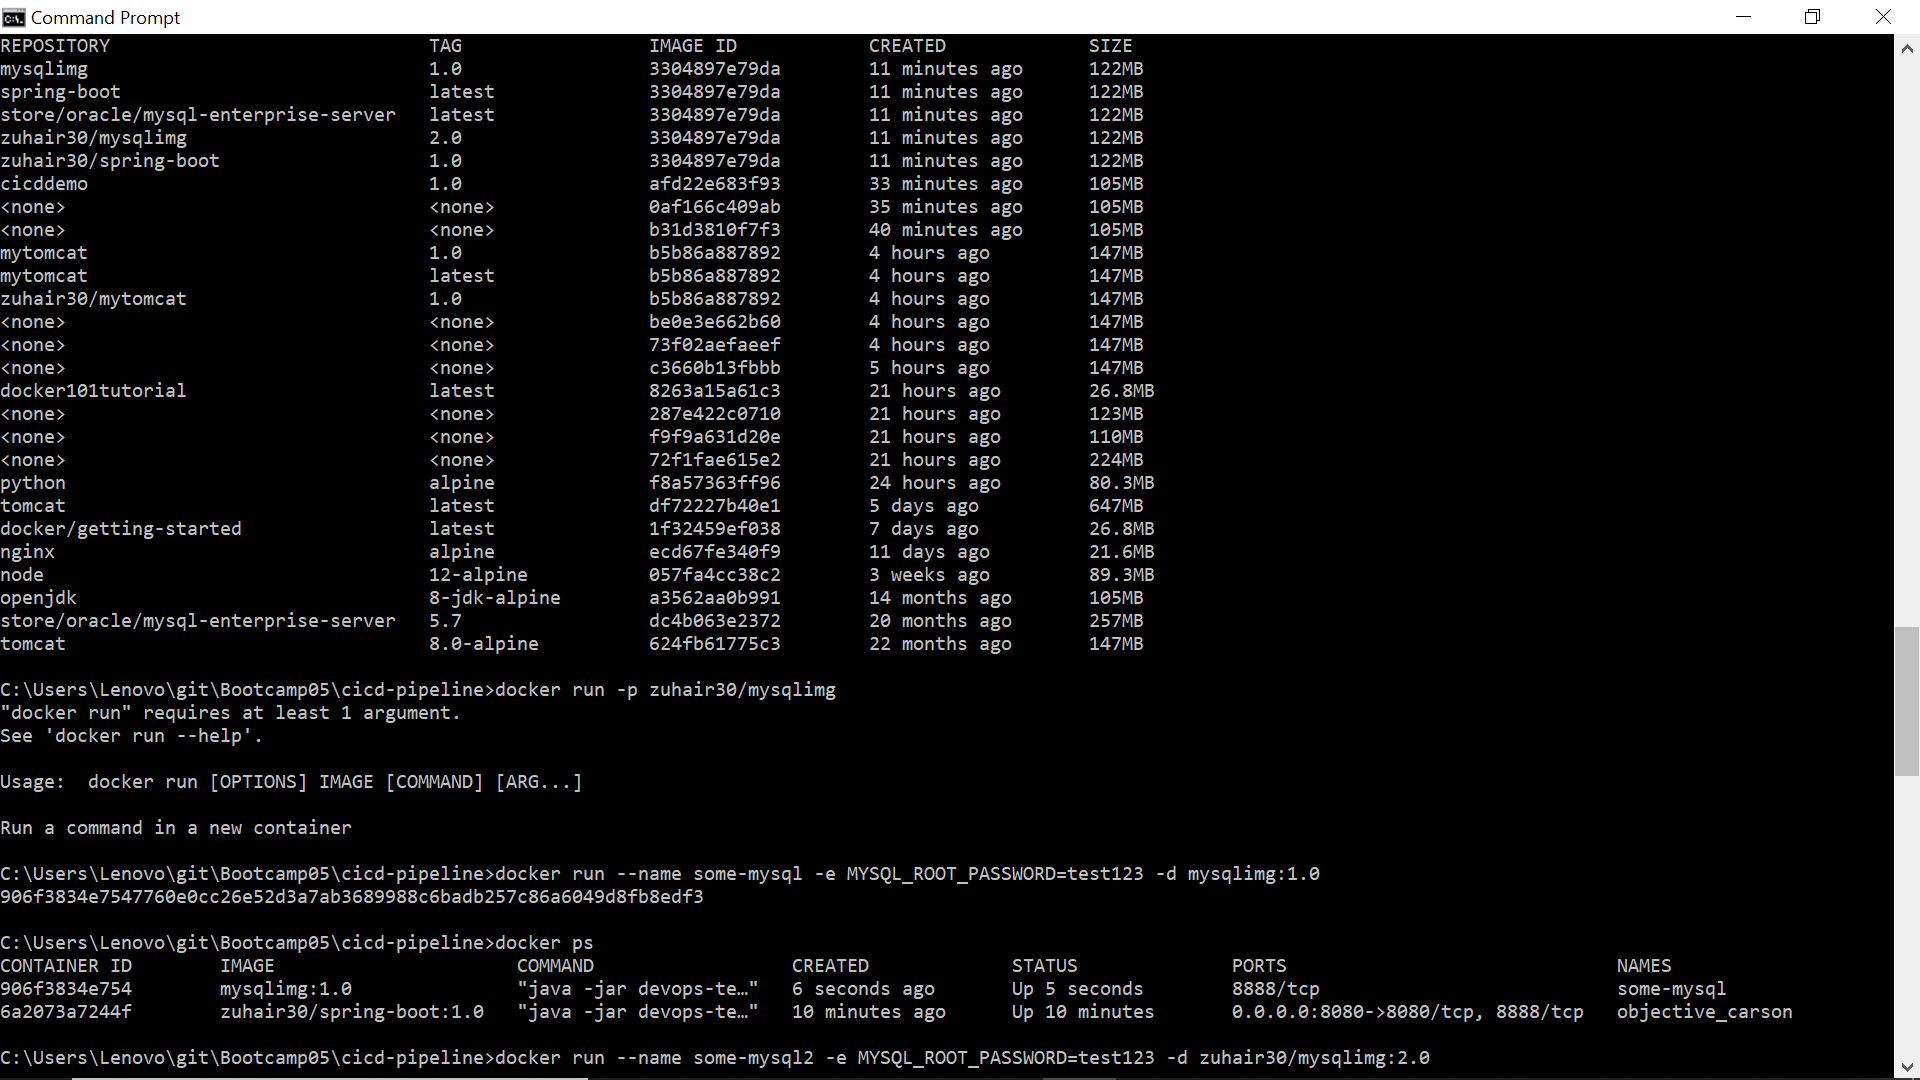 Command Prompt
REPOSITORY TAG IMAGE ID CREATED SIZE
mysqlimg 1.0 3304897e79da 11 minutes ago 122MB
spring-boot latest 3304897e79da 11 minutes ago 122MB
store/oracle/mysql-enterprise-server latest 3304897e79da 11 minutes ago 122MB
zuhair30/mysqlimg 2.0 3304897e79da 11 minutes ago 122MB
zuhair30/spring-boot 1.0 3304897e79da 11 minutes ago 122MB
cicddemo 1.0 afd22e683f93 33 minutes ago 105MB
<none> <none> 0af166c409ab 35 minutes ago 105MB
<none> <none> b31d3810f7f3 40 minutes ago 105MB
mytomcat 1.0 b5b86a887892 4 hours ago 147MB
mytomcat latest b5b86a887892 4 hours ago 147MB
zuhair30/mytomcat 1.0 b5b86a887892 4 hours ago 147MB
<none> <none> be0e3e662b60 4 hours ago 147MB
<none> <none> 73f02aefaeef 4 hours ago 147MB
<none> <none> c3660b13fbbb 5 hours ago 147MB
docker101tutorial latest 8263a15a61c3 21 hours ago 26.8MB
<none> <none> 287e422c0710 21 hours ago 123MB
<none> <none> f9f9a631d20e 21 hours ago 110MB
<none> <none> 72f1fae615e2 21 hours ago 224MB
python alpine f8a57363ff96 24 hours ago 80.3MB
tomcat latest df72227b40e1 5 days ago 647MB
docker/getting-started latest 1f32459ef038 7 days ago 26.8MB
nginx alpine ecd67fe340f9 11 days ago 21.6MB
node 12-alpine 057fa4cc38c2 3 weeks ago 89.3MB
openjdk 8-jdk-alpine a3562aa0b991 14 months ago 105MB
store/oracle/mysql-enterprise-server 5.7 dc4b063e2372 20 months ago 257MB
tomcat 8.0-alpine 624fb61775c3 22 months ago 147MB
C:\Users\Lenovo\git\Bootcamp05\cicd-pipeline>docker run -p zuhair30/mysqlimg
"docker run" requires at least 1 argument.
See 'docker run --help'.
Usage:  docker run [OPTIONS] IMAGE [COMMAND] [ARG...]
Run a command in a new container
C:\Users\Lenovo\git\Bootcamp05\cicd-pipeline>docker run --name some-mysql -e MYSQL_ROOT_PASSWORD=test123 -d mysqlimg:1.0
906f3834e7547760e0cc26e52d3a7ab3689988c6badb257c86a6049d8fb8edf3
C:\Users\Lenovo\git\Bootcamp05\cicd-pipeline>docker ps
CONTAINER ID IMAGE COMMAND CREATED STATUS PORTS NAMES
906f3834e754 mysqlimg:1.0 "java -jar devops-te…" 6 seconds ago Up 5 seconds 8888/tcp some-mysql
6a2073a7244f zuhair30/spring-boot:1.0 "java -jar devops-te…" 10 minutes ago Up 10 minutes 0.0.0.0:8080->8080/tcp, 8888/tcp objective_carson
C:\Users\Lenovo\git\Bootcamp05\cicd-pipeline>docker run --name some-mysql2 -e MYSQL_ROOT_PASSWORD=test123 -d zuhair30/mysqlimg:2.0